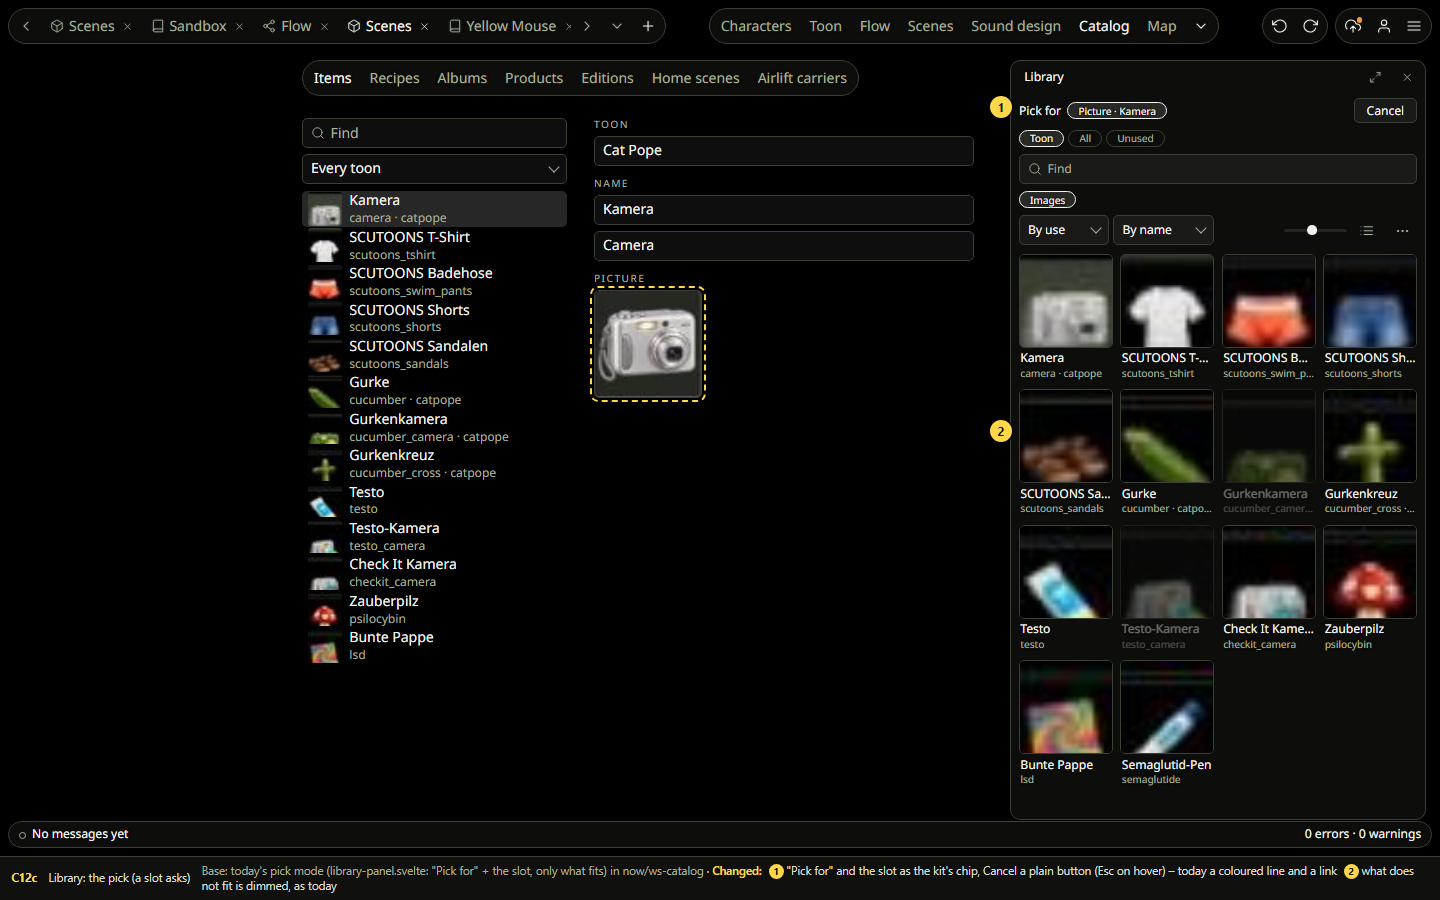 Scenes
Sandbox
Flow
Scenes
Yellow Mouse
Characters Toon Flow Scenes Sound design Catalog Map
Items Recipes Albums Products Editions Home scenes Airlift carriers
Find
Every toon
Kamera
camera · catpope
SCUTOONS T-Shirt
scutoons_tshirt
SCUTOONS Badehose
scutoons_swim_pants
SCUTOONS Shorts
scutoons_shorts
SCUTOONS Sandalen
scutoons_sandals
Gurke
cucumber · catpope
Gurkenkamera
cucumber_camera · catpope
Gurkenkreuz
cucumber_cross · catpope
Testo
testo
Testo-Kamera
testo_camera
Check It Kamera
checkit_camera
Zauberpilz
psilocybin
Bunte Pappe
lsd
TOON
Cat Pope
NAME
Kamera
Camera
PICTURE
Library
1
Pick for Picture · Kamera Cancel
Toon All Unused
Find
Images
By use By name
Kamera SCUTOONS T-... SCUTOONS B... SCUTOONS Sh...
camera · catpope scutoons_tshirt scutoons_swim_p... scutoons_shorts
2
SCUTOONS Sa... Gurke Gurkenkamera Gurkenkreuz
scutoons_sandals cucumber · catpo... cucumber_camer... cucumber_cross ·...
Testo Testo-Kamera Check It Kame... Zauberpilz
testo testo_camera checkit_camera psilocybin
Bunte Pappe Semaglutid-Pen
lsd semaglutide
No messages yet 0 errors · 0 warnings
C12c Library: the pick (a slot asks) Base: today's pick mode (library-panel.svelte: "Pick for" + the slot, only what fits) in now/ws-catalog · Changed: 1 "Pick for" and the slot as the kit's chip, Cancel a plain button (Esc on hover) – today a coloured line and a link 2 what does
not fit is dimmed, as today